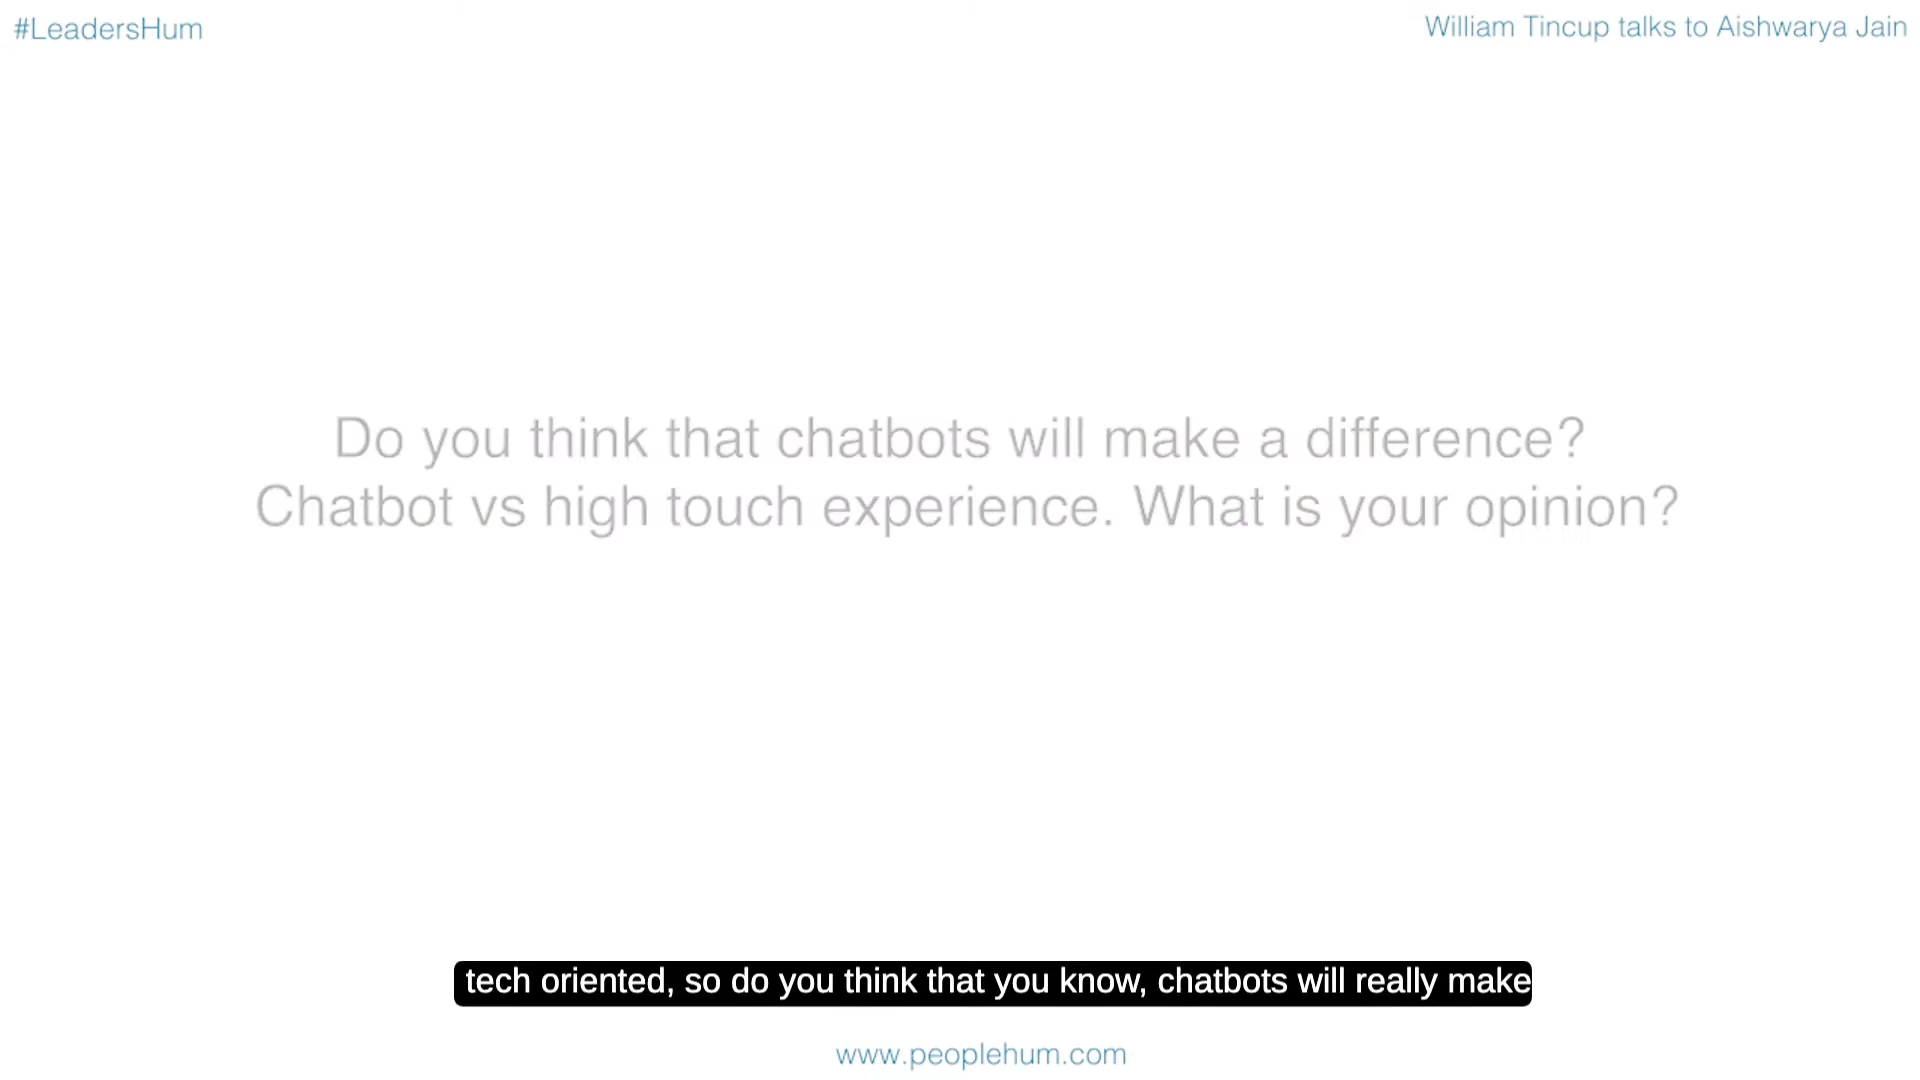 #LeadersHum
William Tincup talks to Aishwarya Jain
Do you think that chatbots will make a difference?
Chatbot vs high touch experience. What is your opinion?
tech oriented, so do you think that you know, chatbots will really make
www.peoplehum.com